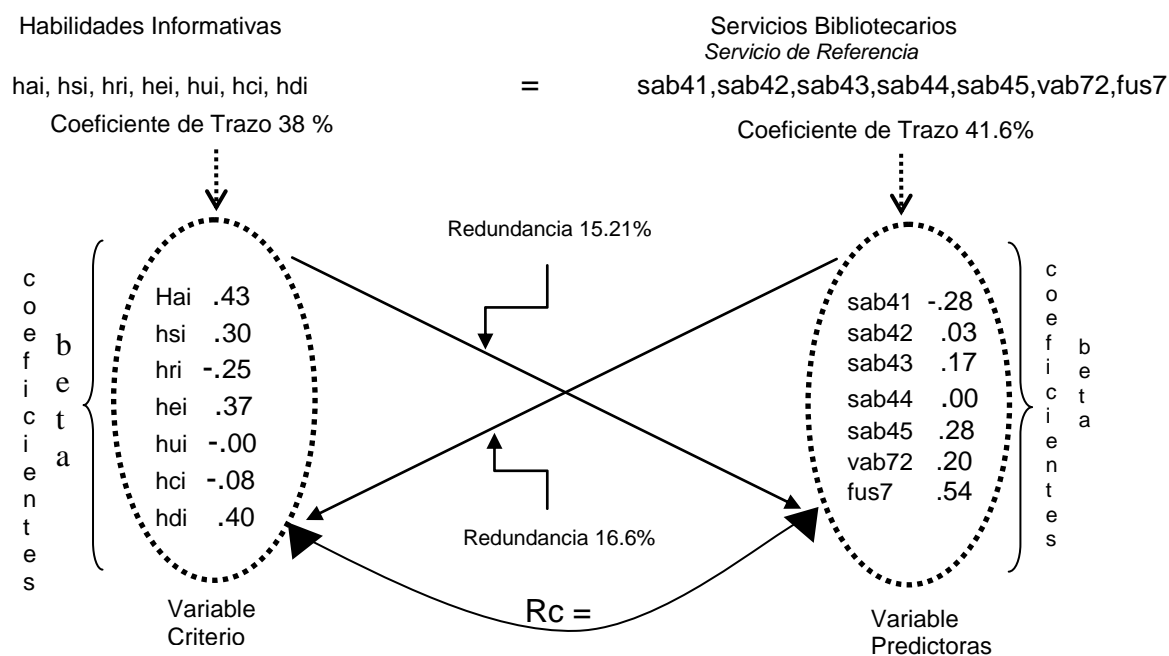 Habilidades Informativas
Servicios Bibliotecarios
Servicio de Referencia
hai, hsi, hri, hei, hui, hci, hdi = sab41,sab42,sab43,sab44,sab45,vab72,fus7
Coeficiente de Trazo 38 %
Coeficiente de Trazo 41.6%
Redundancia 15.21%
coeficientes
beta
Hai .43
hsi .30
hri -.25
hei .37
hui -.00
hci -.08
hdi .40
sab41 -.28
sab42 .03
sab43 .17
sab44 .00
sab45 .28
vab72 .20
fus7 .54
coeficientes
beta
Redundancia 16.6%
Rc =
Variable
Criterio
Variable
Predictoras